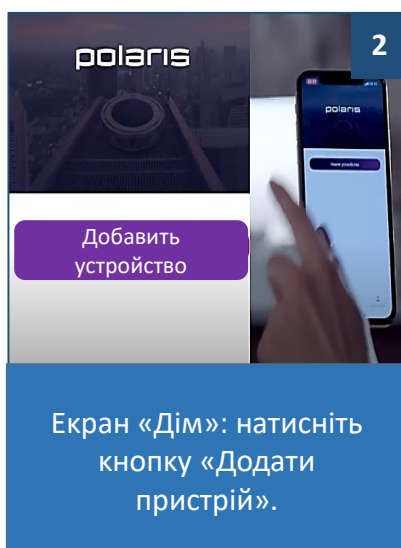 2
polaris
polaris
Добавить
устройство
Екран «Дім»: натисніть
кнопку «Додати
пристрій».